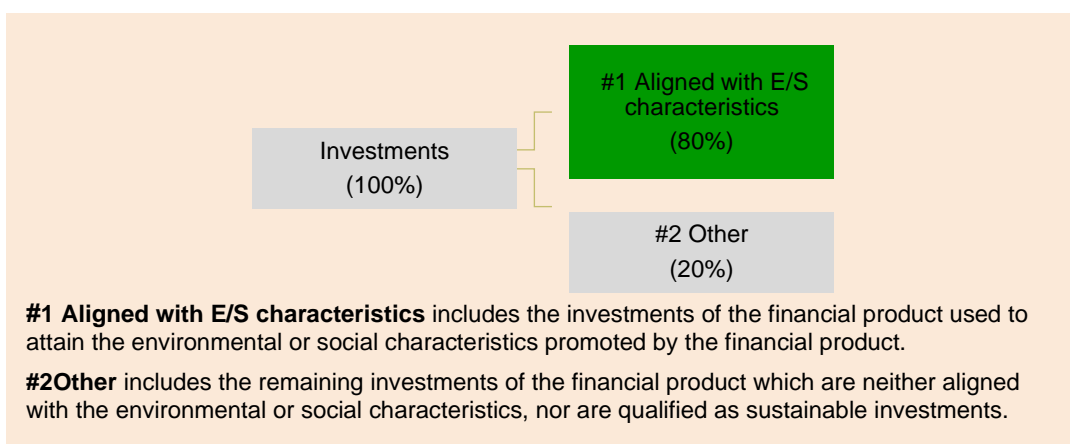 #1 Aligned with E/S
characteristics
(80%)
Investments
(100%)
#2 Other
(20%)
#1 Aligned with E/S characteristics includes the investments of the financial product used to
attain the environmental or social characteristics promoted by the financial product.
#2Other includes the remaining investments of the financial product which are neither aligned
with the environmental or social characteristics, nor are qualified as sustainable investments.